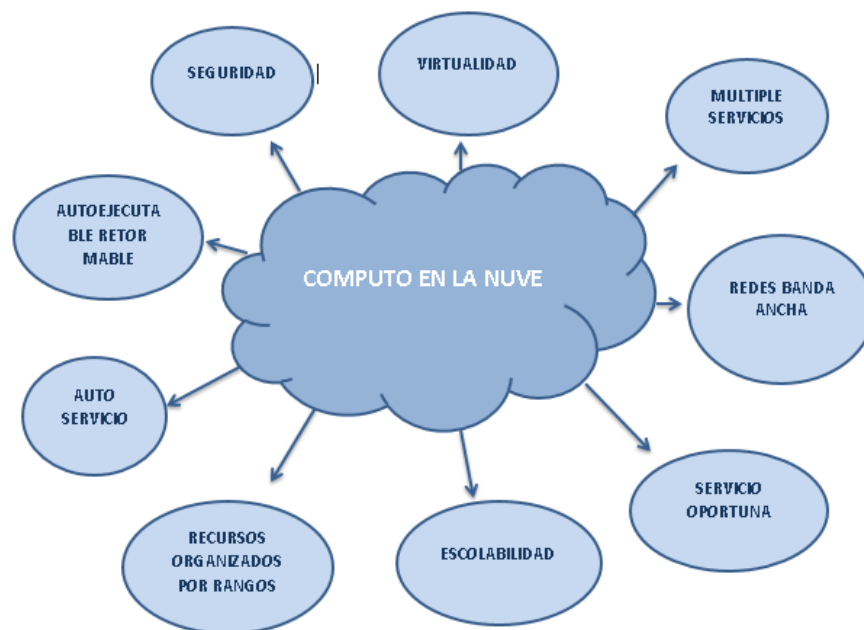 SEGURIDAD
VIRTUALIDAD
MULTIPLE
SERVICIOS
AUTOEJECUTA
BLE RETOR
MABLE
COMPUTO EN LA NUVE
REDES BANDA
ANCHA
AUTO
SERVICIO
SERVICIO
OPORTUNA
RECURSOS
ORGANIZADOS
POR RANGOS
ESCOLABILIDAD